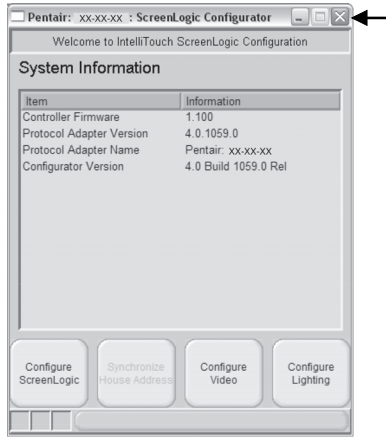 Pentair: xx-xx-xx : ScreenLogic Configurator
Welcome to IntelliTouch ScreenLogic Configuration
System Information
Item Information
Controller Firmware 1.100
Protocol Adapter Version 4.0.1059.0
Protocol Adapter Name Pentair: xx-xx-xx
Configurator Version 4.0 Build 1059.0 Rel
Configure ScreenLogic
Synchronize House Address
Configure Video
Configure Lighting